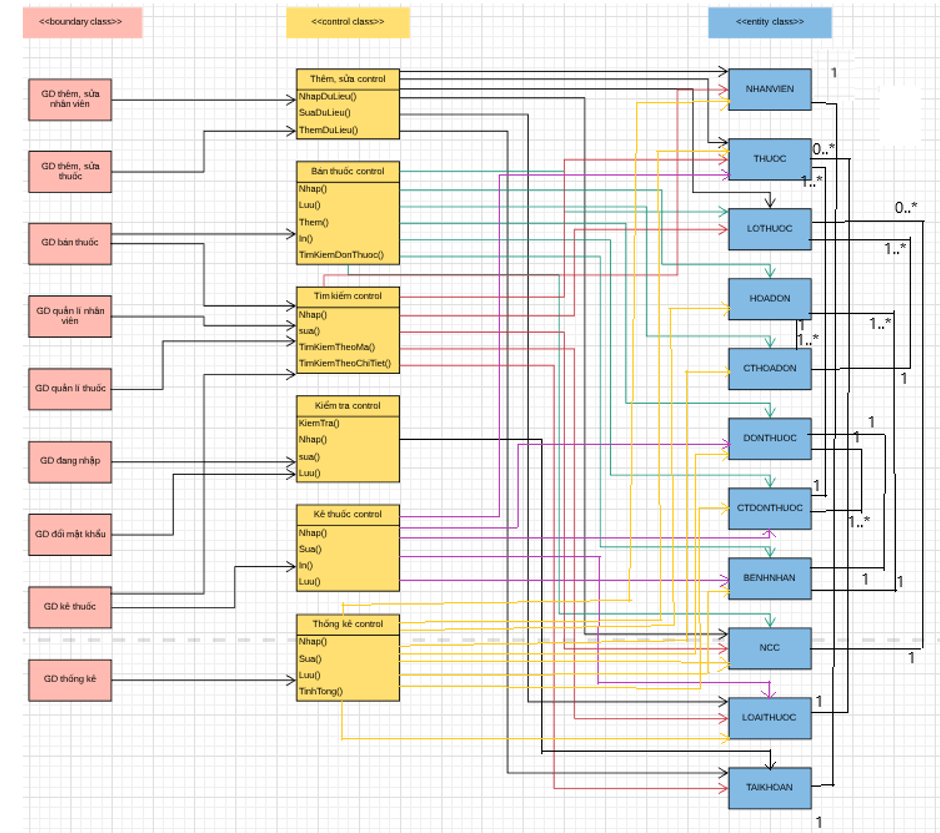 <<boundary class>>
<<control class>>
<<entity class>>
GD thêm, sửa
nhân viên
GD thêm, sửa
thuốc
GD bán thuốc
GD quản lí nhân
viên
GD quản lí thuốc
GD đang nhập
GD đổi mật khẩu
GD kê thuốc
GD thống kê
Thêm, sửa control
NhapDuLieu()
SuaDuLieu()
ThemDuLieu()
Bán thuốc control
Nhap()
Luu()
Them()
In()
TimKiemDonThuoc()
Tìm kiếm control
Nhap()
sua()
TimKiemTheoMa()
TimKiemTheoChiTiet()
Kiểm tra control
KiemTra()
Nhap()
sua()
Luu()
Kê thuốc control
Nhap()
Sua()
In()
Luu()
Thống kê control
Nhap()
Sua()
Luu()
TinhTong()
1
NHANVIEN
0..*
THUOC
1..*
0..*
LOTHUOC
1..*
HOADDN
1
1..*
1..*
CTHOADDN
1
1
DONTHUOC
1
1
CTDONTHUOC
1..*
BENHNHAN
1
1
NCC
1
1
LOAITHUOC
TAIKHOAN
1